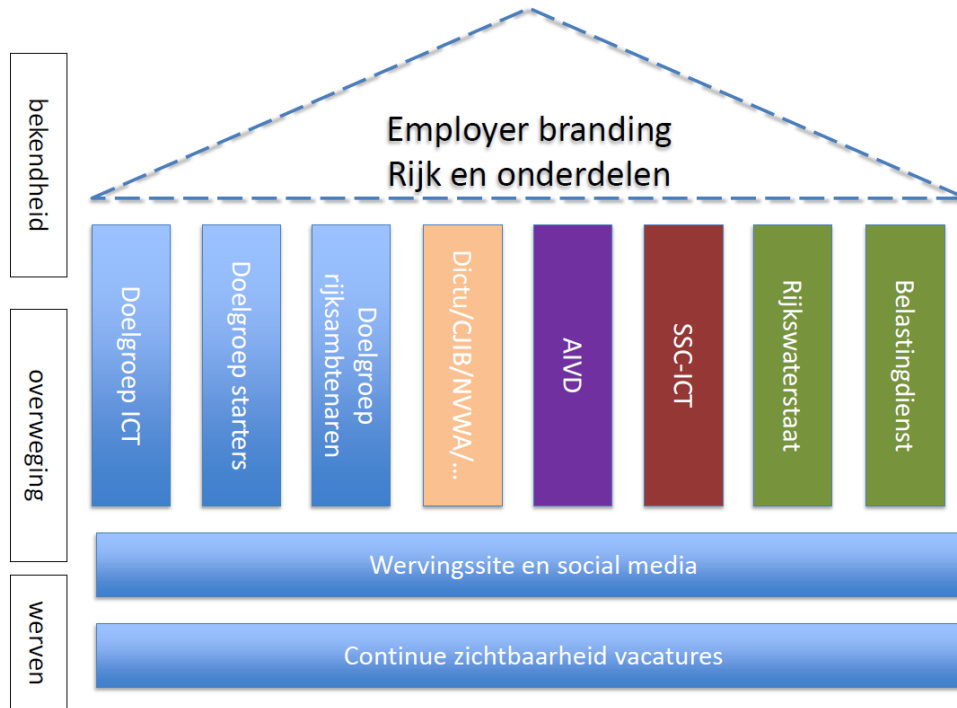 bekendheid
Employer branding
Rijk en onderdelen
overweging
Doelgroep ICT
Doelgroep starters
Doelgroep
rijksambtenaren
Dictu/CJIB/NVWA/
...
AIVD
SSC-ICT
Rijkswaterstaat
Belastingdienst
Wervingssite en social media
werven
Continue zichtbaarheid vacatures